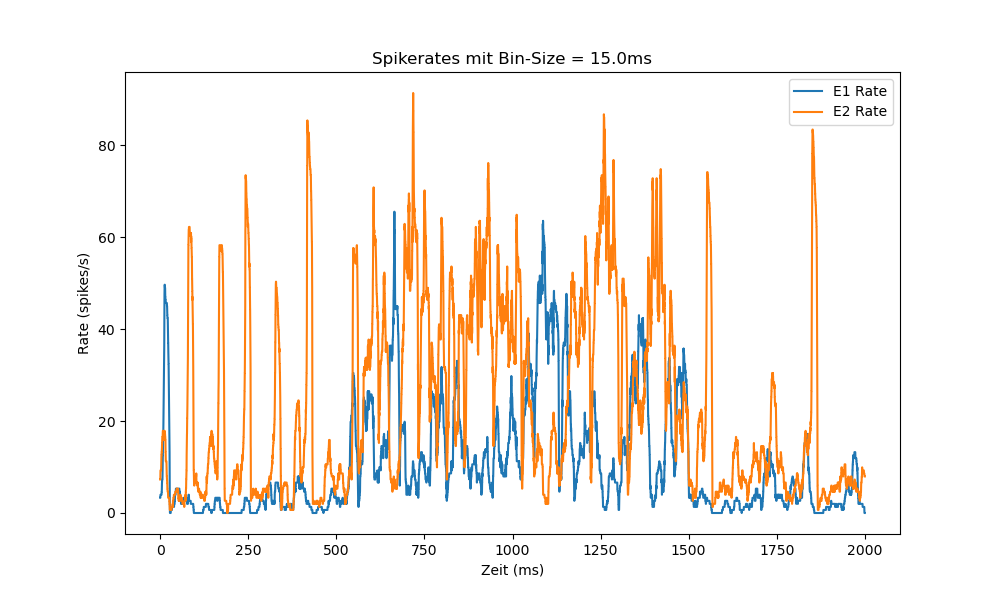 Spikerates mit Bin-Size = 15.0ms
E1 Rate
E2 Rate
Rate (spikes/s)
80
60
40
20
0
0 250 500 750 1000 1250 1500 1750 2000
Zeit (ms)